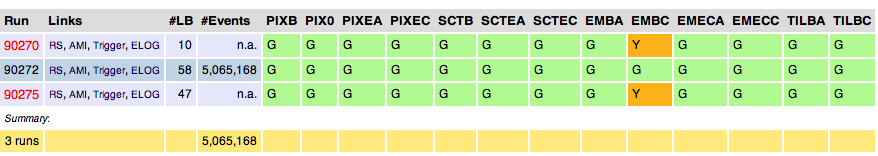 Run Links #LB #Events PIXB PIX0 PIXEA PIXEC SCTB SCTEA SCTEC EMBA EMBC EMECA EMECC TILBA TILBC
90270 RS, AMI, Trigger, ELOG 10 n.a. G G G G G G G G Y G G G G
90272 RS, AMI, Trigger, ELOG 58 5,065,168 G G G G G G G G G G G G G
90275 RS, AMI, Trigger, ELOG 47 n.a. G G G G G G G G Y G G G G
Summary:
3 runs 5,065,168